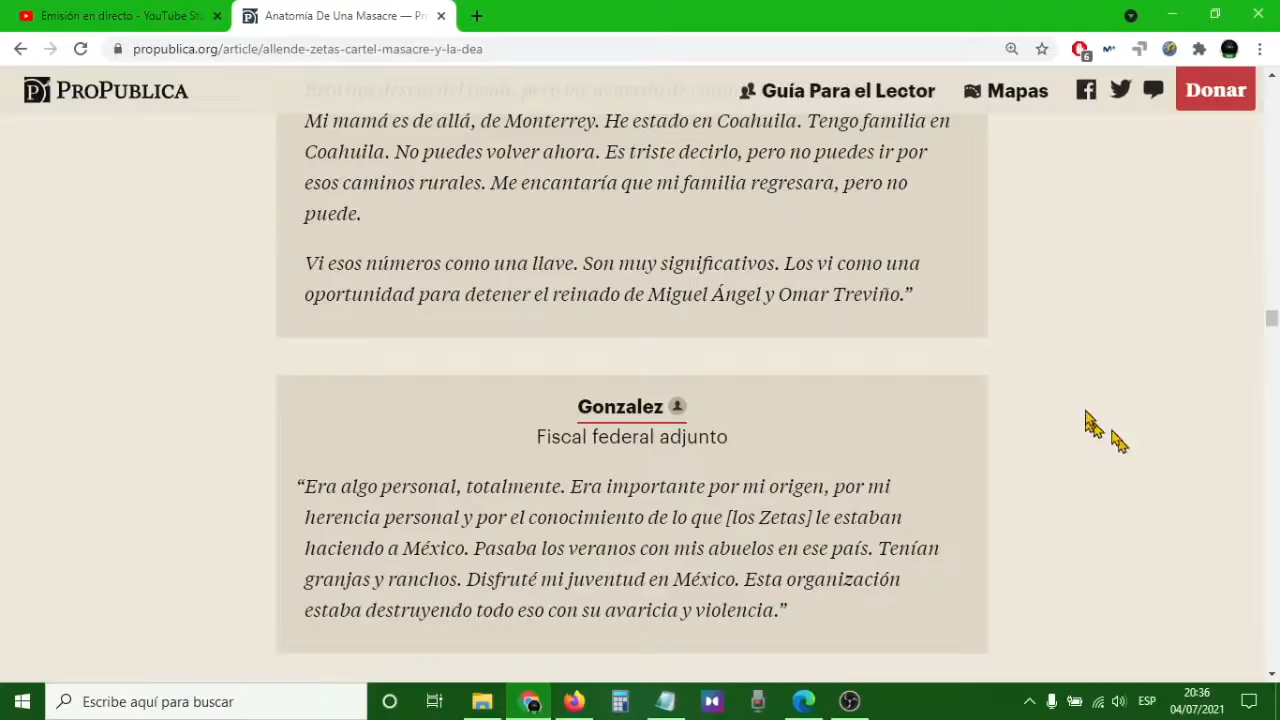 Emisión en directo - YouTube St
Anatomía De Una Masacre — Pr
propublica.org/article/allende-zetas-cartel-masacre-y-la-dea
6
PROPUBLICA
Guía Para el Lector
Mapas
Donar
Mi mamá es de allá, de Monterrey. He estado en Coahuila. Tengo familia en
Coahuila. No puedes volver ahora. Es triste decirlo, pero no puedes ir por
esos caminos rurales. Me encantaría que mi familia regresara, pero no
puede.
Vi esos números como una llave. Son muy significativos. Los vi como una
oportunidad para detener el reinado de Miguel Ángel y Omar Treviño.”
Gonzalez
Fiscal federal adjunto
“Era algo personal, totalmente. Era importante por mi origen, por mi
herencia personal y por el conocimiento de lo que [los Zetas] le estaban
haciendo a México. Pasaba los veranos con mis abuelos en ese país. Tenían
granjas y ranchos. Disfruté mi juventud en México. Esta organización
estaba destruyendo todo eso con su avaricia y violencia.”
Escribe aquí para buscar
ESP
20:36
04/07/2021